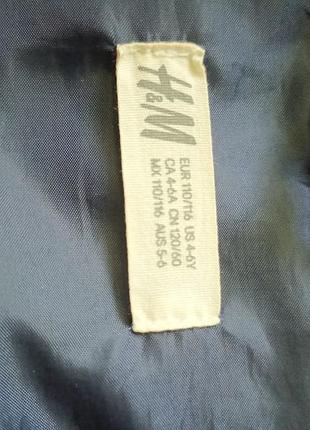 H&M
EUR 110/116 US 4-6Y
CA 4-6A CN 120/60
MX 110/116 AUS 5-6